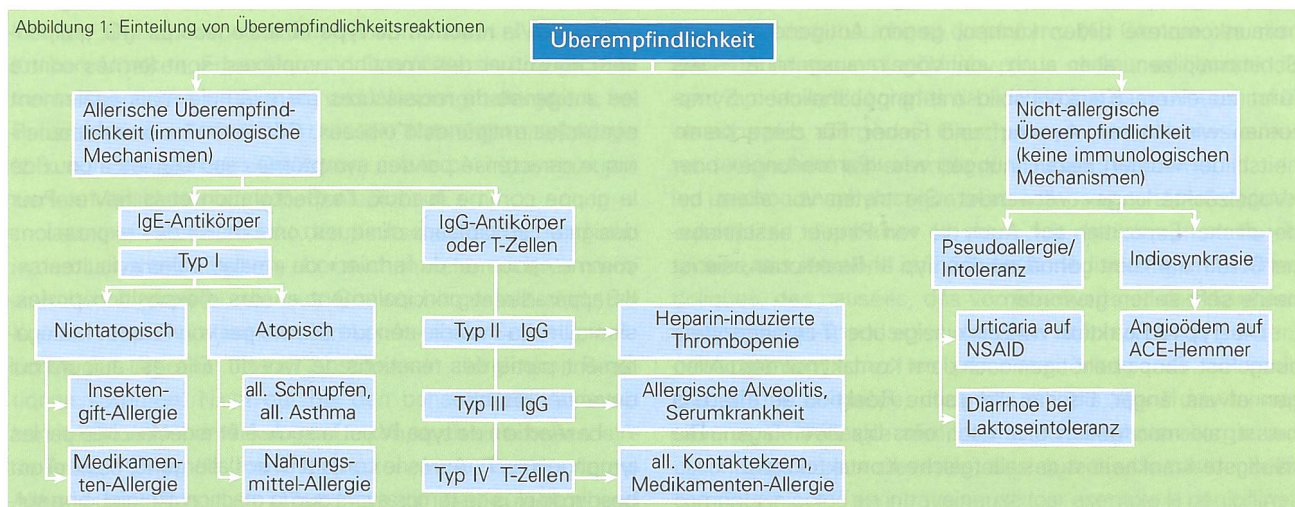 Abbildung 1: Einteilung von Überempfindlichkeitsreaktionen
Überempfindlichkeit
Allerische Überempfind-
lichkeit (immunologische
Mechanismen)
Nicht-allergische
Überempfindlichkeit
(keine immunologischen
Mechanismen)
IgE-Antikörper
IgG-Antikörper
oder T-Zellen
Typ I
Pseudoallergie/
Intoleranz
Indiosynkrasie
Nichtatopisch
Atopisch
Typ II IgG
Heparin-induzierte
Thrombopenie
Urticaria auf
NSAID
Angioödem auf
ACE-Hemmer
Insekten-
gift-Allergie
all. Schnupfen,
all. Asthma
Typ III IgG
Allergische Alveolitis,
Serumkrankheit
Diarrhoe bei
Laktoseintoleranz
Medikamen-
ten-Allergie
Nahrungs-
mittel-Allergie
Typ IV T-Zellen
all. Kontaktekzem,
Medikamenten-Allergie